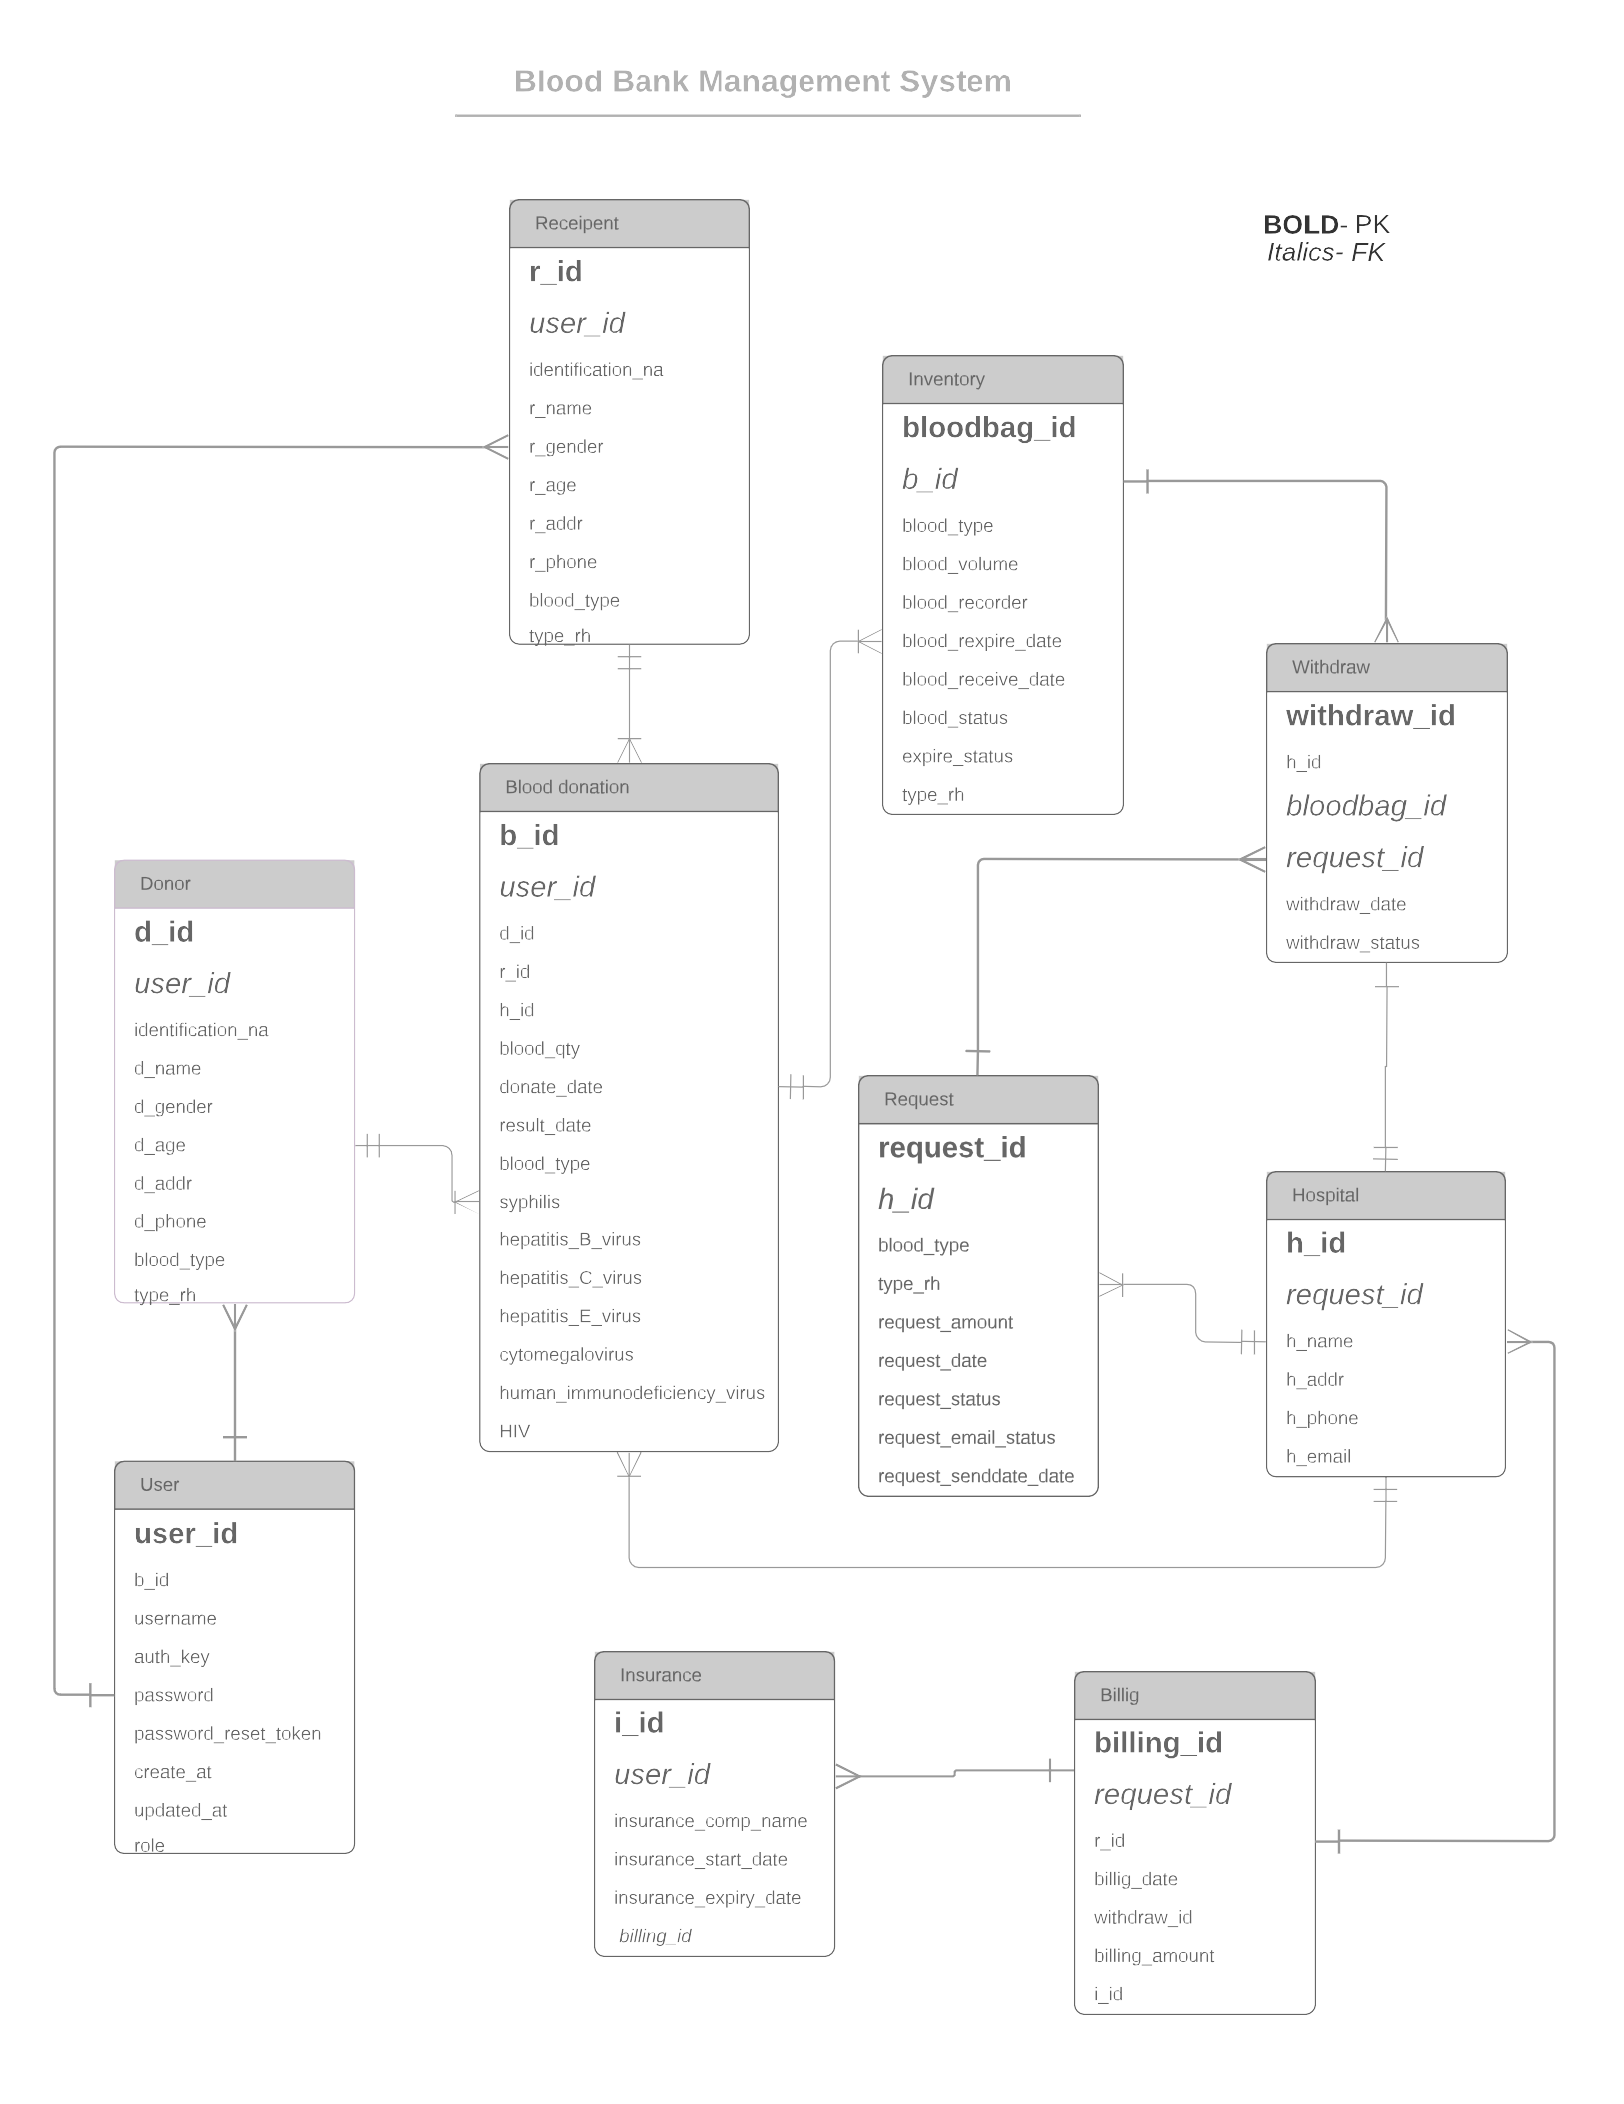 Blood Bank Management System
BOLD- PK
Italics- FK
Receipent
r_id
user_id
identification_na
r_name
r_gender
r_age
r_addr
r_phone
blood_type
type_rh
Inventory
bloodbag_id
b_id
blood_type
blood_volume
blood_recorder
blood_rexpire_date
blood_receive_date
blood_status
expire_status
type_rh
Withdraw
withdraw_id
h_id
bloodbag_id
request_id
withdraw_date
withdraw_status
Blood donation
b_id
user_id
d_id
r_id
h_id
blood_qty
donate_date
result_date
blood_type
syphilis
hepatitis_B_virus
hepatitis_C_virus
hepatitis_E_virus
cytomegalovirus
human_immunodeficiency_virus
HIV
Donor
d_id
user_id
identification_na
d_name
d_gender
d_age
d_addr
d_phone
blood_type
type_rh
Request
request_id
h_id
blood_type
type_rh
request_amount
request_date
request_status
request_email_status
request_senddate_date
Hospital
h_id
request_id
h_name
h_addr
h_phone
h_email
User
user_id
b_id
username
auth_key
password
password_reset_token
create_at
updated_at
role
Insurance
i_id
user_id
insurance_comp_name
insurance_start_date
insurance_expiry_date
billing_id
Billig
billing_id
request_id
r_id
billig_date
withdraw_id
billing_amount
i_id